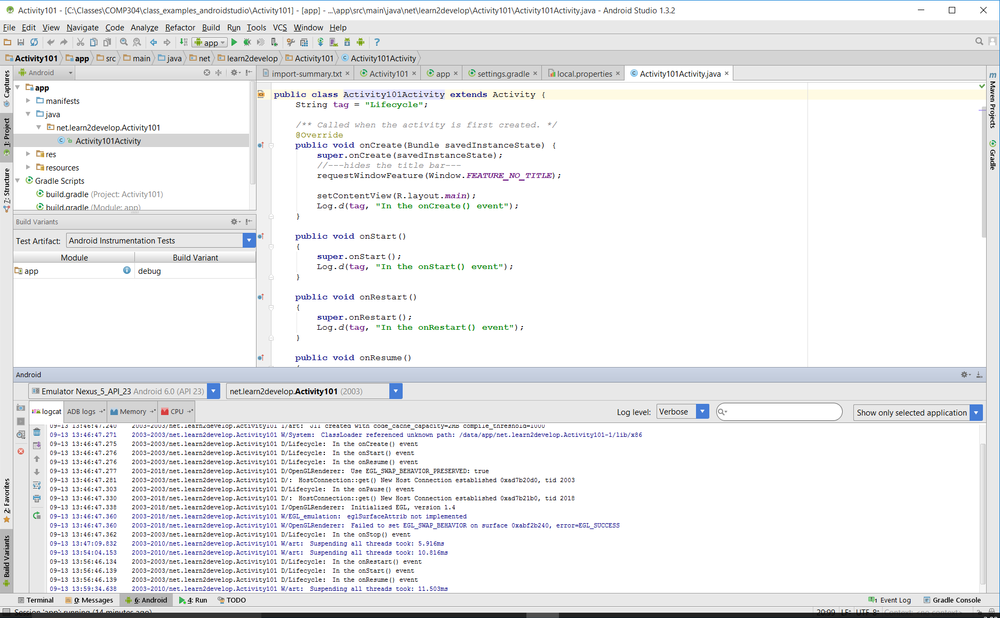 Activity101 - [C:\Classes\COMP304\class_examples_androidstudio\Activity101] - [app] - ...\app\src\main\java\net\learn2develop\Activity101\Activity101Activity.java - Android Studio 1.3.2
File Edit View Navigate Code Analyze Refactor Build Run Tools VCS Window Help
app
Activity101 app src main java net learn2develop Activity101 Activity101Activity
Captures
1: Project
7: Structure
2: Favorites
Build Variants
Android
app
manifests
java
net.learn2develop.Activity101
Activity101Activity
res
resources
Gradle Scripts
build.gradle (Project: Activity101)
build.gradle (Module: app)
Build Variants
Test Artifact: Android Instrumentation Tests
Module Build Variant
app debug
import-summary.txt Activity101 app settings.gradle local.properties Activity101Activity.java
public class Activity101Activity extends Activity {
String tag = "Lifecycle";
/** Called when the activity is first created. */
@Override
public void onCreate(Bundle savedInstanceState) {
super.onCreate(savedInstanceState);
//---hides the title bar---
requestWindowFeature(Window.FEATURE_NO_TITLE);
setContentView(R.layout.main);
Log.d(tag, "In the onCreate() event");
}
public void onStart()
{
super.onStart();
Log.d(tag, "In the onStart() event");
}
public void onRestart()
{
super.onRestart();
Log.d(tag, "In the onRestart() event");
}
public void onResume()
Maven Projects
Gradle
Android
Emulator Nexus_5_API_23 Android 6.0 (API 23) net.learn2develop.Activity101 (2003)
logcat ADB logs Memory CPU Log level: Verbose Show only selected application
09-13 13:46:47.240 2003-2003/net.learn2develop.Activity101 I/art: JIT created with code_cache_capacity=2MB compile_threshold=1000
09-13 13:46:47.271 2003-2003/net.learn2develop.Activity101 W/System: ClassLoader referenced unknown path: /data/app/net.learn2develop.Activity101-1/lib/x86
09-13 13:46:47.275 2003-2003/net.learn2develop.Activity101 D/Lifecycle: In the onCreate() event
09-13 13:46:47.276 2003-2003/net.learn2develop.Activity101 D/Lifecycle: In the onStart() event
09-13 13:46:47.276 2003-2003/net.learn2develop.Activity101 D/Lifecycle: In the onResume() event
09-13 13:46:47.277 2003-2018/net.learn2develop.Activity101 D/OpenGLRenderer: Use EGL_SWAP_BEHAVIOR_PRESERVED: true
09-13 13:46:47.281 2003-2003/net.learn2develop.Activity101 D/: HostConnection::get() New Host Connection established 0xad7b20d0, tid 2003
09-13 13:46:47.303 2003-2003/net.learn2develop.Activity101 D/Lifecycle: In the onPause() event
09-13 13:46:47.330 2003-2018/net.learn2develop.Activity101 D/: HostConnection::get() New Host Connection established 0xad7b21b0, tid 2018
09-13 13:46:47.338 2003-2018/net.learn2develop.Activity101 I/OpenGLRenderer: Initialized EGL, version 1.4
09-13 13:46:47.360 2003-2018/net.learn2develop.Activity101 W/EGL_emulation: eglSurfaceAttrib not implemented
09-13 13:46:47.360 2003-2018/net.learn2develop.Activity101 W/OpenGLRenderer: Failed to set EGL_SWAP_BEHAVIOR on surface 0xabf2b240, error=EGL_SUCCESS
09-13 13:46:47.362 2003-2003/net.learn2develop.Activity101 D/Lifecycle: In the onStop() event
09-13 13:47:09.832 2003-2010/net.learn2develop.Activity101 W/art: Suspending all threads took: 5.916ms
09-13 13:54:04.153 2003-2010/net.learn2develop.Activity101 W/art: Suspending all threads took: 10.816ms
09-13 13:56:46.134 2003-2003/net.learn2develop.Activity101 D/Lifecycle: In the onRestart() event
09-13 13:56:46.139 2003-2003/net.learn2develop.Activity101 D/Lifecycle: In the onStart() event
09-13 13:56:46.139 2003-2003/net.learn2develop.Activity101 D/Lifecycle: In the onResume() event
09-13 13:59:34.638 2003-2010/net.learn2develop.Activity101 W/art: Suspending all threads took: 11.503ms
Terminal 0: Messages 6: Android 4: Run TODO 1 Event Log Gradle Console
Session 'app': running (14 minutes ago) 20:99 LF UTF-8 Context: <no context>